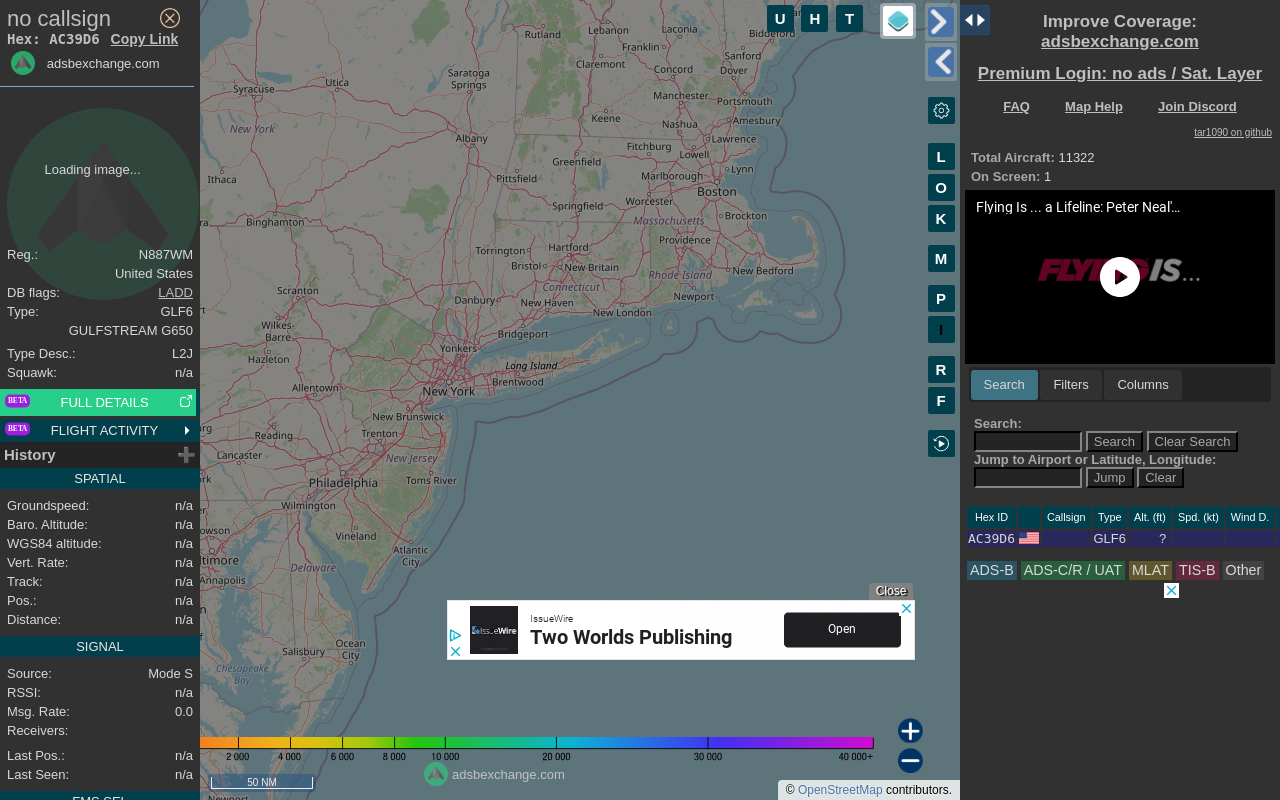 no callsign
Hex: AC39D6 Copy Link
adsbexchange.com
Loading image...
Reg.: N887WM
United States
DB flags: LADD
Type: GLF6
GULFSTREAM G650
Type Desc.: L2J
Squawk: n/a
BETA FULL DETAILS
BETA FLIGHT ACTIVITY
History
SPATIAL
Groundspeed: n/a
Baro. Altitude: n/a
WGS84 altitude: n/a
Vert. Rate: n/a
Track: n/a
Pos.: n/a
Distance: n/a
SIGNAL
Source: Mode S
RSSI: n/a
Msg. Rate: 0.0
Receivers:
Last Pos.: n/a
Last Seen: n/a
FMS SEL
U H T
L
O
K
M
P
I
R
F
Rutland
Lebanon
Laconia
Biddeford
Franklin
Claremont
Sanford
Concord
Dover
Saratoga
Springs
Utica
Syracuse
Manchester
Portsmouth
Keene
Amesbury
Nashua
New York
Albany
Lawrence
Fitchburg
Lowell
Greenfield
Lynn
Ithaca
Pittsfield
Marlborough
Boston
Worcester
Springfield
Brockton
Massachusetts
Binghamton
Providence
Hartford
Torrington
Bristol
New Britain
New Bedford
Rhode Island
Connecticut
Scranton
Newport
Danbury
New Haven
New London
Wilkes-
Barre
Bridgeport
Yonkers
Hazleton
Long Island
Brentwood
Allentown
New York
New Brunswick
Reading
Trenton
Lancaster
New Jersey
Philadelphia
Toms River
Wilmington
Vineland
Atlantic
City
Annapolis
Delaware
Ocean
City
Salisbury
Chesapeake
Bay
Newport
Close
IssueWire
IssueWire
Two Worlds Publishing
Open
2 000 4 000 6 000 8 000 10 000 20 000 30 000 40 000+
adsbexchange.com
50 NM
© OpenStreetMap contributors.
Improve Coverage:
adsbexchange.com
Premium Login: no ads / Sat. Layer
FAQ Map Help Join Discord
tar1090 on github
Total Aircraft: 11322
On Screen: 1
Flying Is ... a Lifeline: Peter Neal'...
FLYING IS...
Search Filters Columns
Search:
Search Clear Search
Jump to Airport or Latitude, Longitude:
Jump Clear
Hex ID Callsign Type Alt. (ft) Spd. (kt) Wind D.
AC39D6 GLF6 ?
ADS-B ADS-C/R / UAT MLAT TIS-B Other